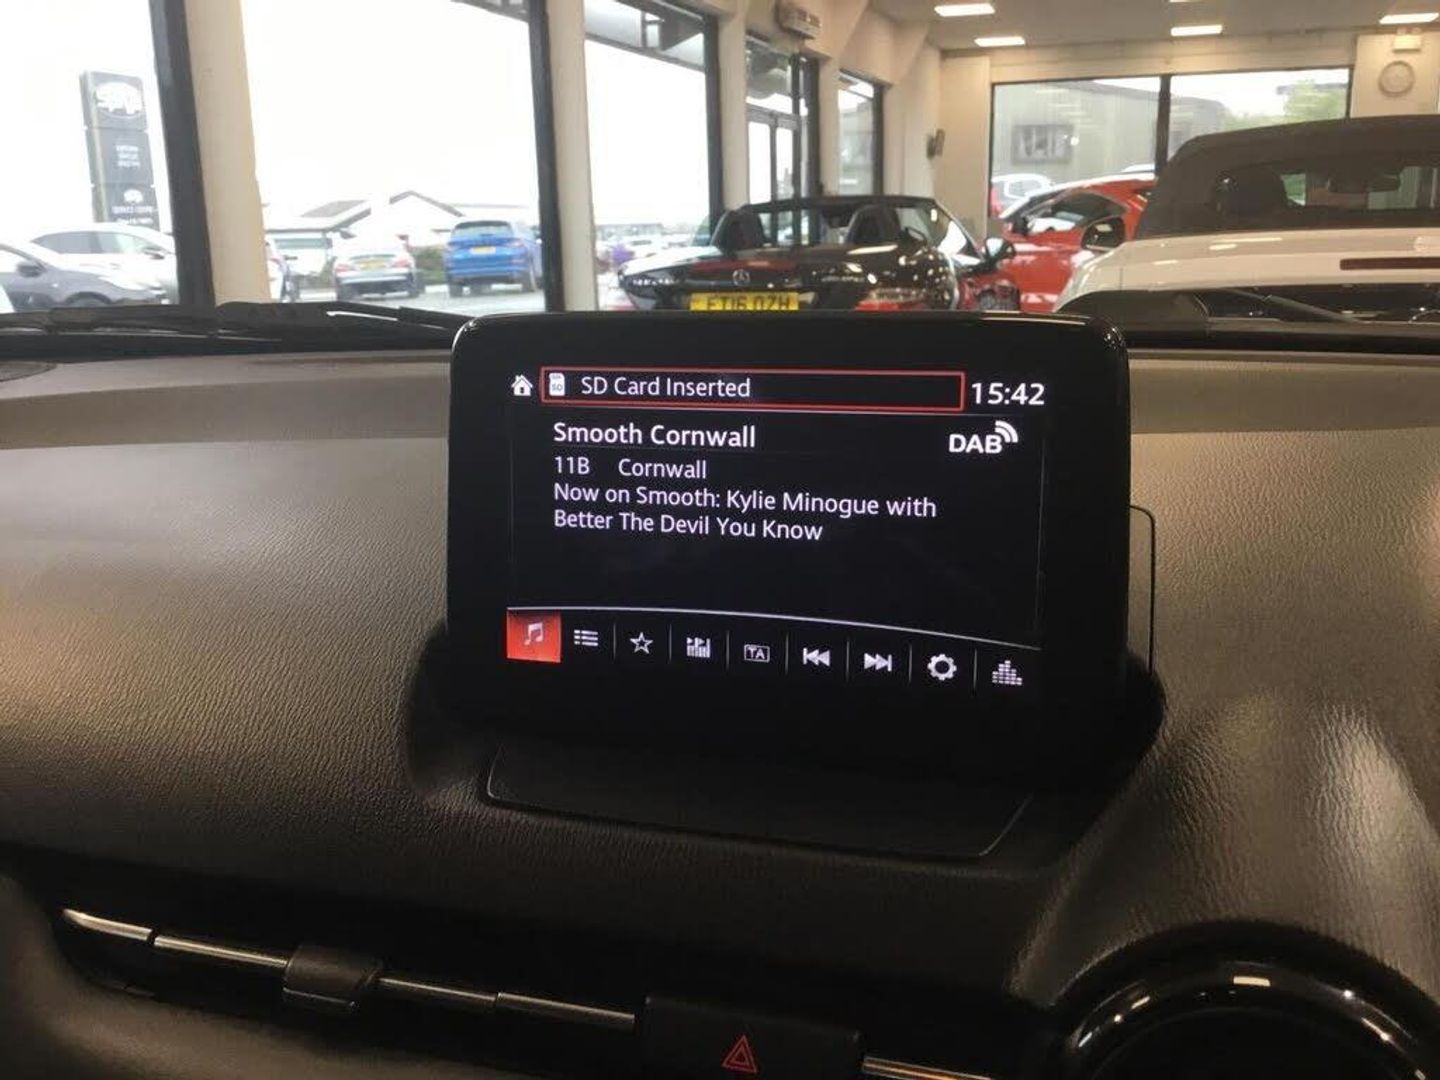 SD Card Inserted
15:42
Smooth Cornwall
DAB
11B Cornwall
Now on Smooth: Kylie Minogue with
Better The Devil You Know
TA